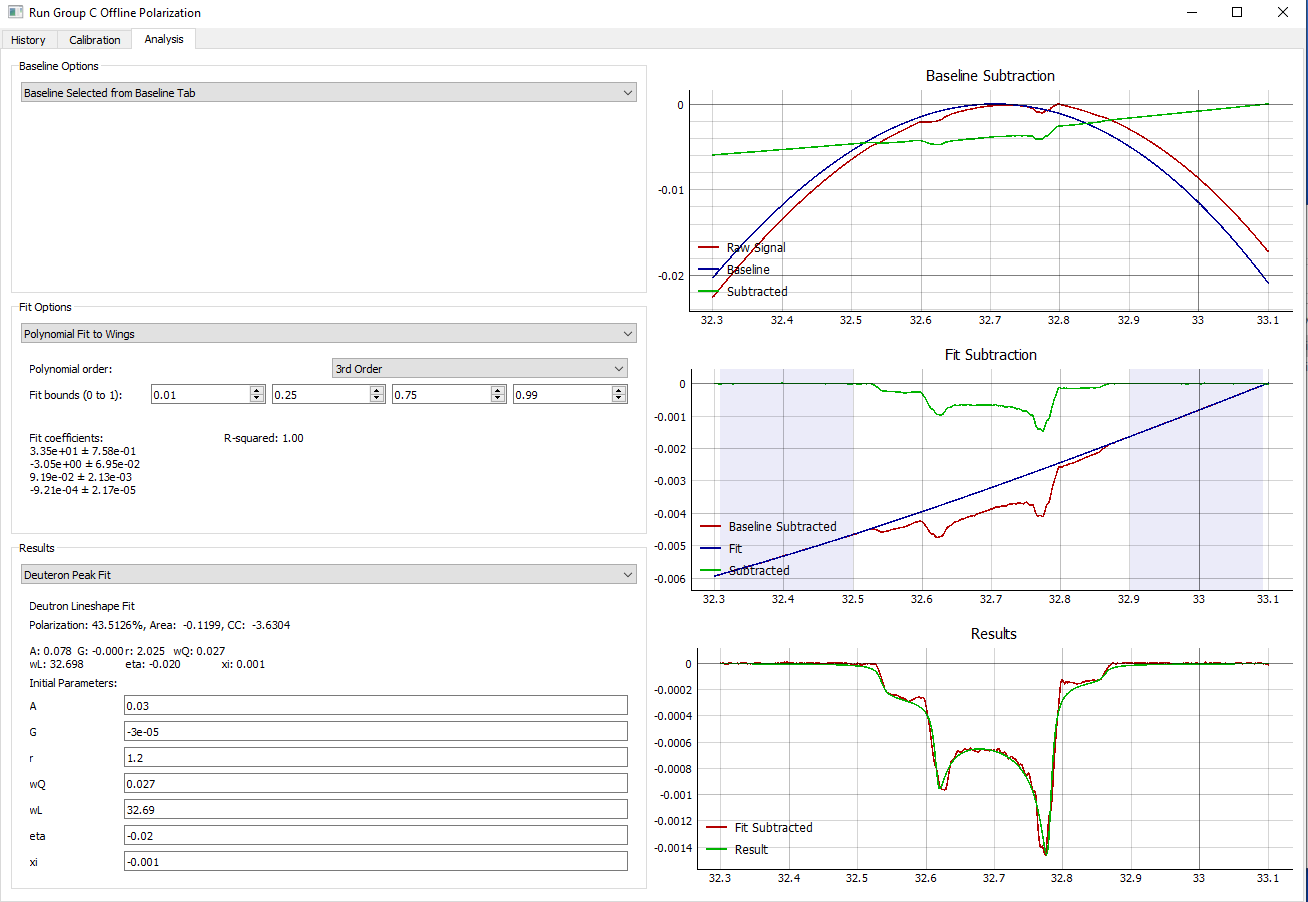 Run Group C Offline Polarization
History Calibration Analysis
Baseline Options
Baseline Selected from Baseline Tab
Fit Options
Polynomial Fit to Wings
Polynomial order: 3rd Order
Fit bounds (0 to 1): 0.01 0.25 0.75 0.99
Fit coefficients: R-squared: 1.00
3.35e+01 ± 7.58e-01
-3.05e+00 ± 6.95e-02
9.19e-02 ± 2.13e-03
-9.21e-04 ± 2.17e-05
Results
Deuteron Peak Fit
Deutron Lineshape Fit
Polarization: 43.5126%, Area: -0.1199, CC: -3.6304
A: 0.078 G: -0.000 r: 2.025 wQ: 0.027
wL: 32.698 eta: -0.020 xi: 0.001
Initial Parameters:
A 0.03
G -3e-05
r 1.2
wQ 0.027
wL 32.69
eta -0.02
xi -0.001
Baseline Subtraction
0
-0.01
-0.02
Raw Signal
Baseline
Subtracted
32.3 32.4 32.5 32.6 32.7 32.8 32.9 33 33.1
Fit Subtraction
0
-0.001
-0.002
-0.003
-0.004
-0.005
-0.006
Baseline Subtracted
Fit
Subtracted
32.3 32.4 32.5 32.6 32.7 32.8 32.9 33 33.1
Results
0
-0.0002
-0.0004
-0.0006
-0.0008
-0.001
-0.0012
-0.0014
Fit Subtracted
Result
32.3 32.4 32.5 32.6 32.7 32.8 32.9 33 33.1